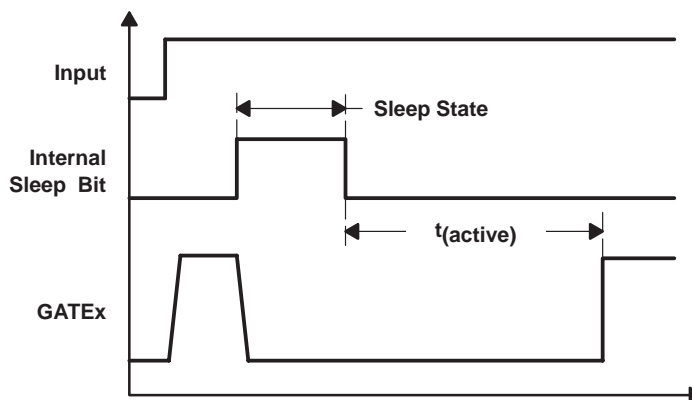 Input
Sleep State
Internal
Sleep Bit
t(active)
GATEx